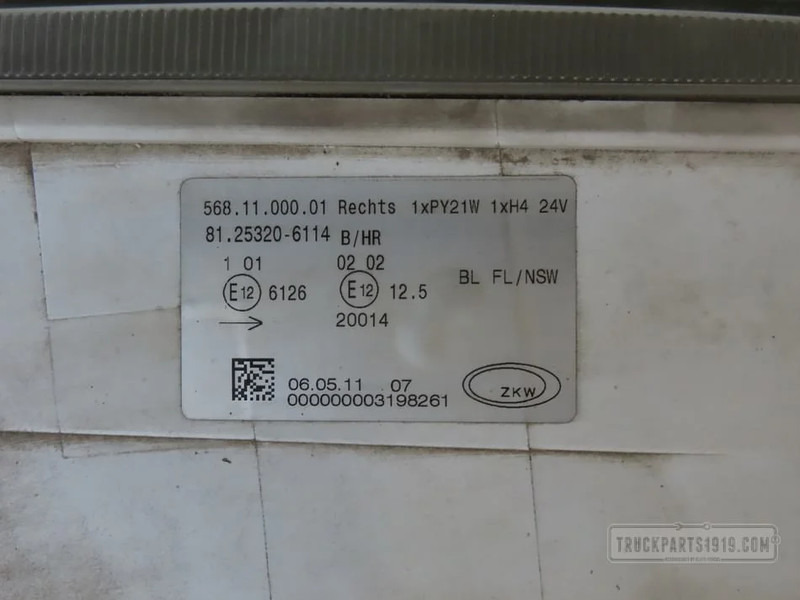 568.11.000.01 Rechts 1xPY21W 1xH4 24V
81.25320-6114 B/HR
1 01 02 02
E12 6126 E12 12.5 BL FL/NSW
→ 20014
06.05.11 07
000000003198261
ZKW
TRUCKPARTS1919.COM